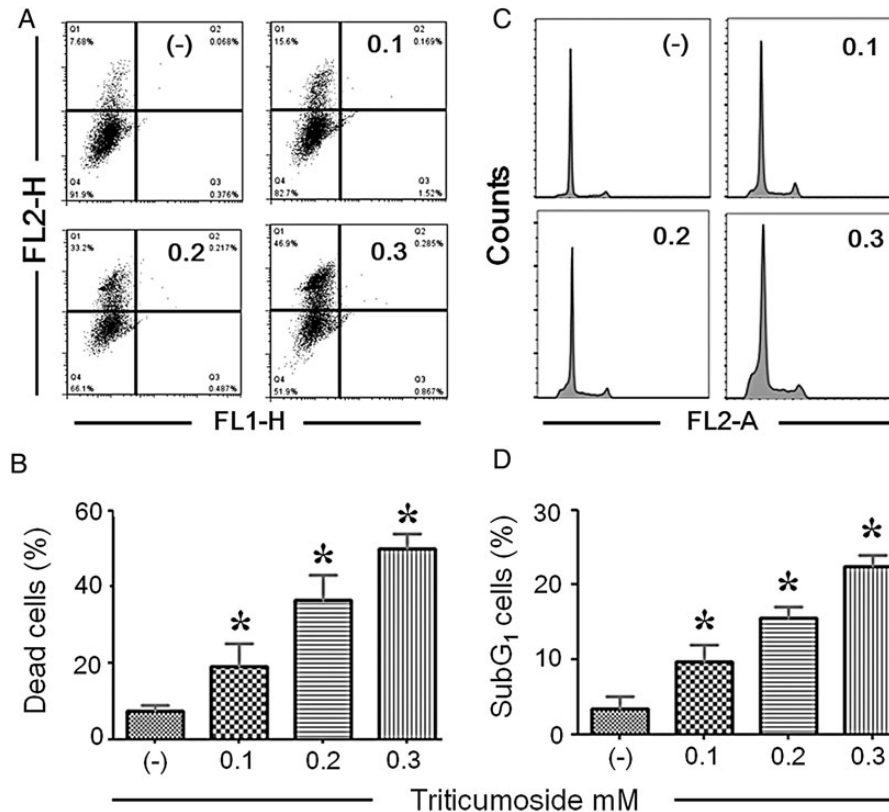 A
FL2-H
Q1
7.68%
(-)
Q2
0.068%
Q4
91.9%
Q3
0.376%
Q1
15.6%
0.1
Q2
0.169%
Q4
82.7%
Q3
1.52%
Q1
33.2%
0.2
Q2
0.217%
Q4
66.1%
Q3
0.487%
Q1
46.9%
0.3
Q2
0.285%
Q4
51.9%
Q3
0.867%
FL1-H
C
Counts
(-)
0.1
0.2
0.3
FL2-A
B
Dead cells (%)
60
40
20
0
* * *
(-) 0.1 0.2 0.3
D
SubG₁ cells (%)
30
20
10
0
* * *
(-) 0.1 0.2 0.3
Triticumoside mM